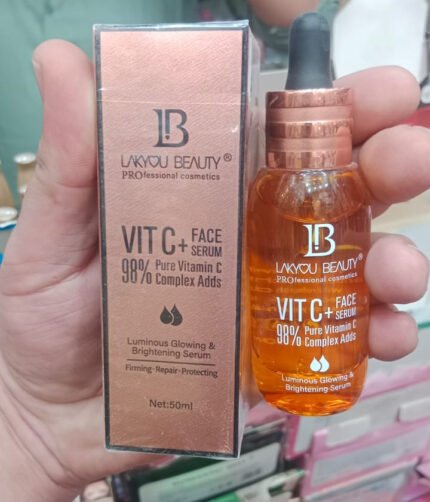 LB
LAKYOU BEAUTY®
PROfessional cosmetics
VIT C+ FACE SERUM
98% Pure Vitamin C Complex Adds
Luminous Glowing &
Brightening Serum
Firming·Repair·Protecting
Net:50ml
LB
LAKYOU BEAUTY®
PROfessional cosmetics
VIT C+ FACE SERUM
98% Pure Vitamin C Complex Adds
Luminous Glowing &
Brightening·Serum